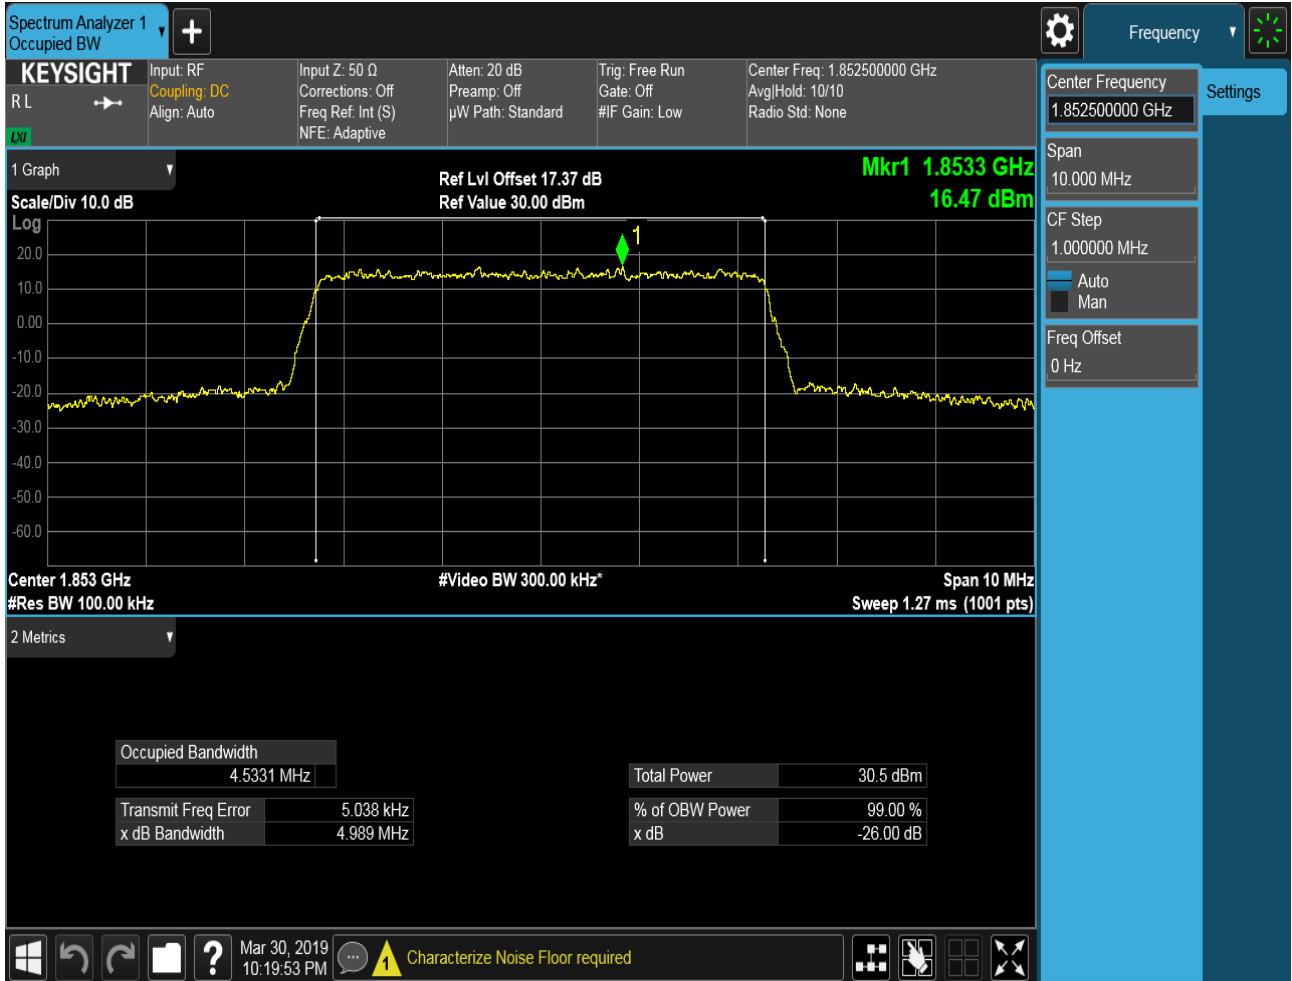 Spectrum Analyzer 1
Occupied BW
Frequency
KEYSIGHT
R L
LXI
Input: RF
Coupling: DC
Align: Auto
Input Z: 50 Ω
Corrections: Off
Freq Ref: Int (S)
NFE: Adaptive
Atten: 20 dB
Preamp: Off
µW Path: Standard
Trig: Free Run
Gate: Off
#IF Gain: Low
Center Freq: 1.852500000 GHz
Avg|Hold: 10/10
Radio Std: None
Center Frequency
1.852500000 GHz
Settings
Span
10.000 MHz
CF Step
1.000000 MHz
Auto
Man
Freq Offset
0 Hz
1 Graph
Scale/Div 10.0 dB
Log
Ref Lvl Offset 17.37 dB
Ref Value 30.00 dBm
Mkr1 1.8533 GHz
16.47 dBm
1
20.0
10.0
0.00
-10.0
-20.0
-30.0
-40.0
-50.0
-60.0
Center 1.853 GHz
#Res BW 100.00 kHz
#Video BW 300.00 kHz*
Span 10 MHz
Sweep 1.27 ms (1001 pts)
2 Metrics
Occupied Bandwidth
4.5331 MHz
Total Power 30.5 dBm
Transmit Freq Error 5.038 kHz
% of OBW Power 99.00 %
x dB Bandwidth 4.989 MHz
x dB -26.00 dB
?
Mar 30, 2019
10:19:53 PM
1
Characterize Noise Floor required